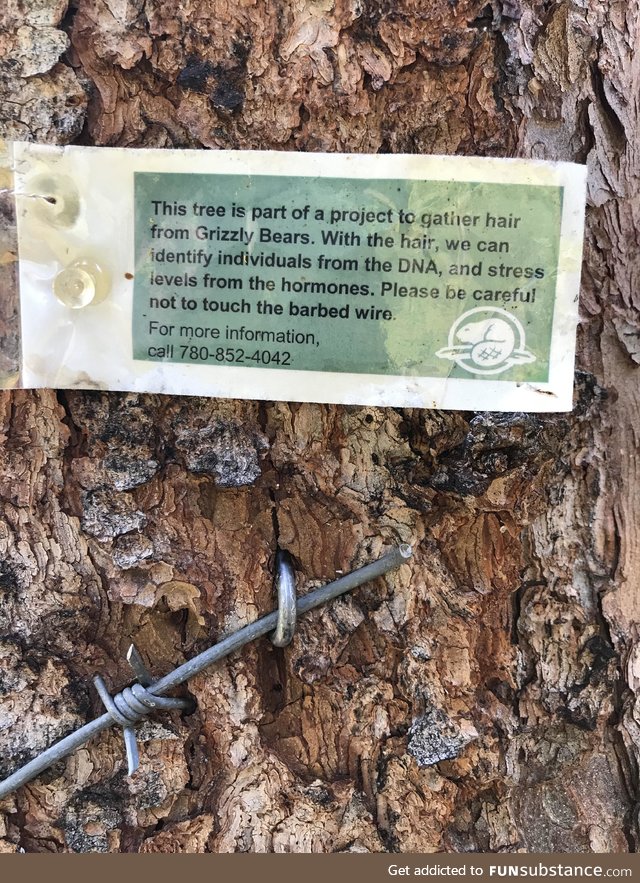 This tree is part of a project to gather hair
from Grizzly Bears. With the hair, we can
identify individuals from the DNA, and stress
levels from the hormones. Please be careful
not to touch the barbed wire.
For more information,
call 780-852-4042
Get addicted to FUNsubstance.com